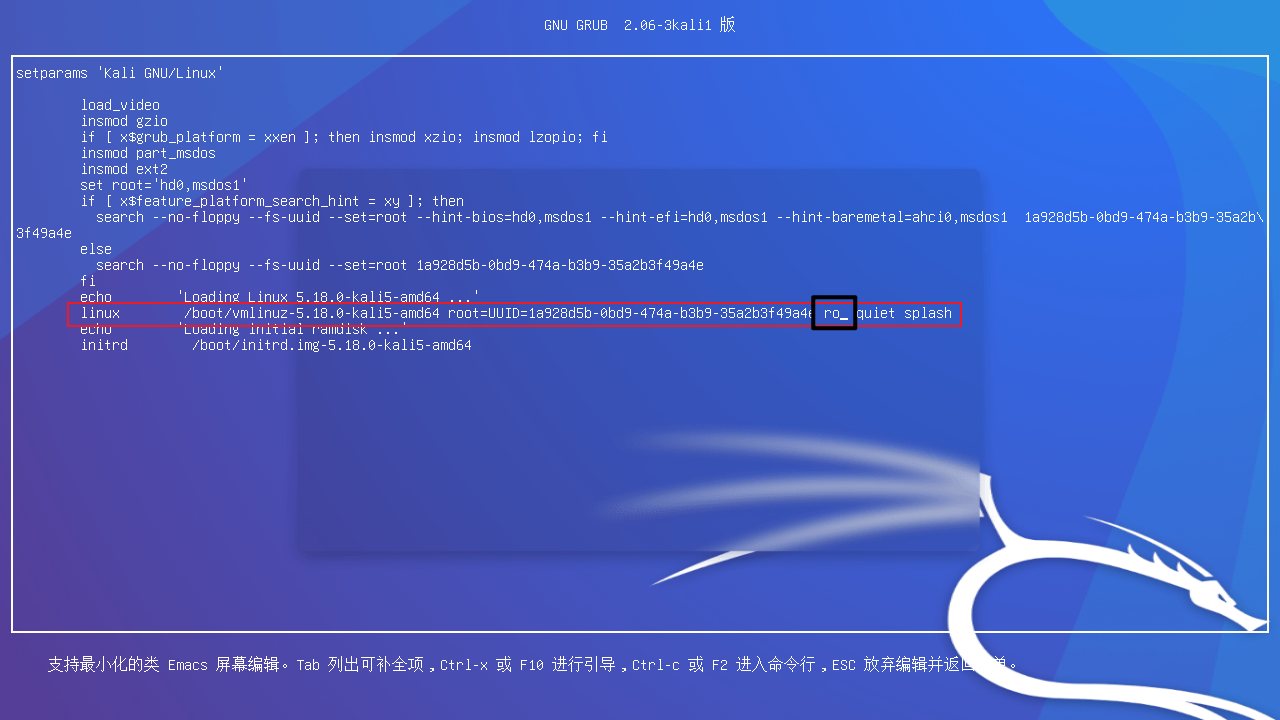 GNU GRUB  2.06-3kali1 版
setparams 'Kali GNU/Linux'
load_video
insmod gzio
if [ x$grub_platform = xxen ]; then insmod xzio; insmod lzopio; fi
insmod part_msdos
insmod ext2
set root='hd0,msdos1'
if [ x$feature_platform_search_hint = xy ]; then
search --no-floppy --fs-uuid --set=root --hint-bios=hd0,msdos1 --hint-efi=hd0,msdos1 --hint-baremetal=ahci0,msdos1  1a928d5b-0bd9-474a-b3b9-35a2b\
3f49a4e
else
search --no-floppy --fs-uuid --set=root 1a928d5b-0bd9-474a-b3b9-35a2b3f49a4e
fi
echo        'Loading Linux 5.18.0-kali5-amd64 ...'
linux        /boot/vmlinuz-5.18.0-kali5-amd64 root=UUID=1a928d5b-0bd9-474a-b3b9-35a2b3f49a4e ro_quiet splash
echo        'Loading initial ramdisk ...'
initrd        /boot/initrd.img-5.18.0-kali5-amd64
支持最小化的类 Emacs 屏幕编辑。Tab 列出可补全项，Ctrl-x 或 F10 进行引导，Ctrl-c 或 F2 进入命令行，ESC 放弃编辑并返回菜单。